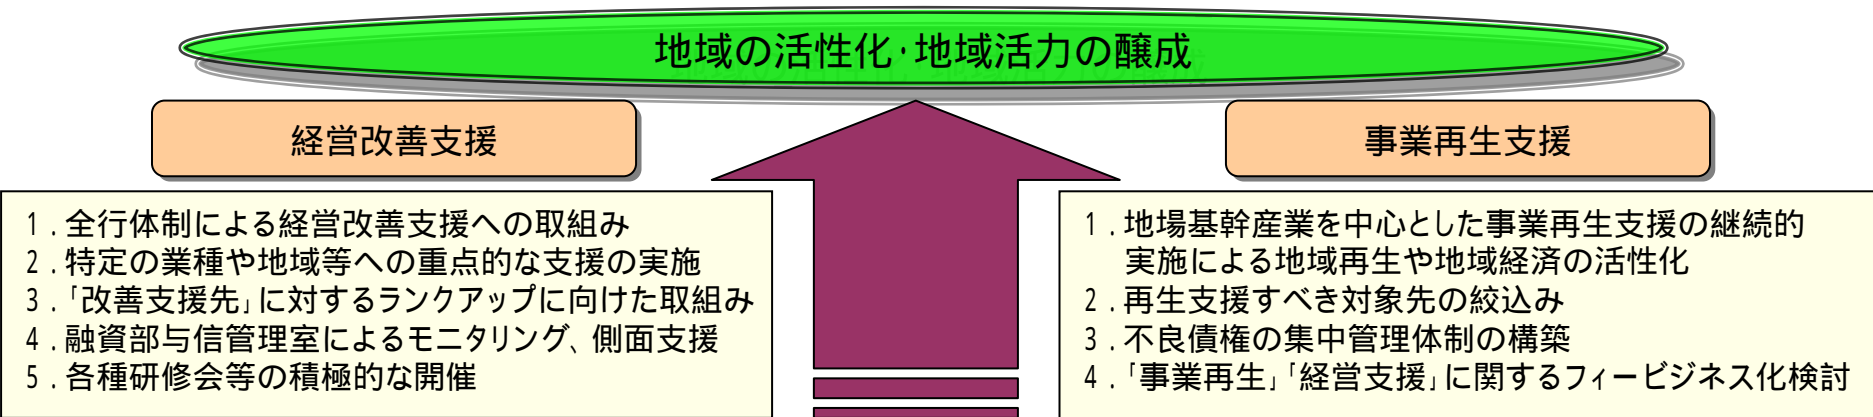 地域の活性化・地域活力の醸成
経営改善支援
1.全行体制による経営改善支援への取組み
2.特定の業種や地域等への重点的な支援の実施
3.「改善支援先」に対するランクアップに向けた取組み
4.融資部与信管理室によるモニタリング、側面支援
5.各種研修会等の積極的な開催
事業再生支援
1.地場基幹産業を中心とした事業再生支援の継続的
実施による地域再生や地域経済の活性化
2.再生支援すべき対象先の絞込み
3.不良債権の集中管理体制の構築
4.「事業再生」「経営支援」に関するフィービジネス化検討